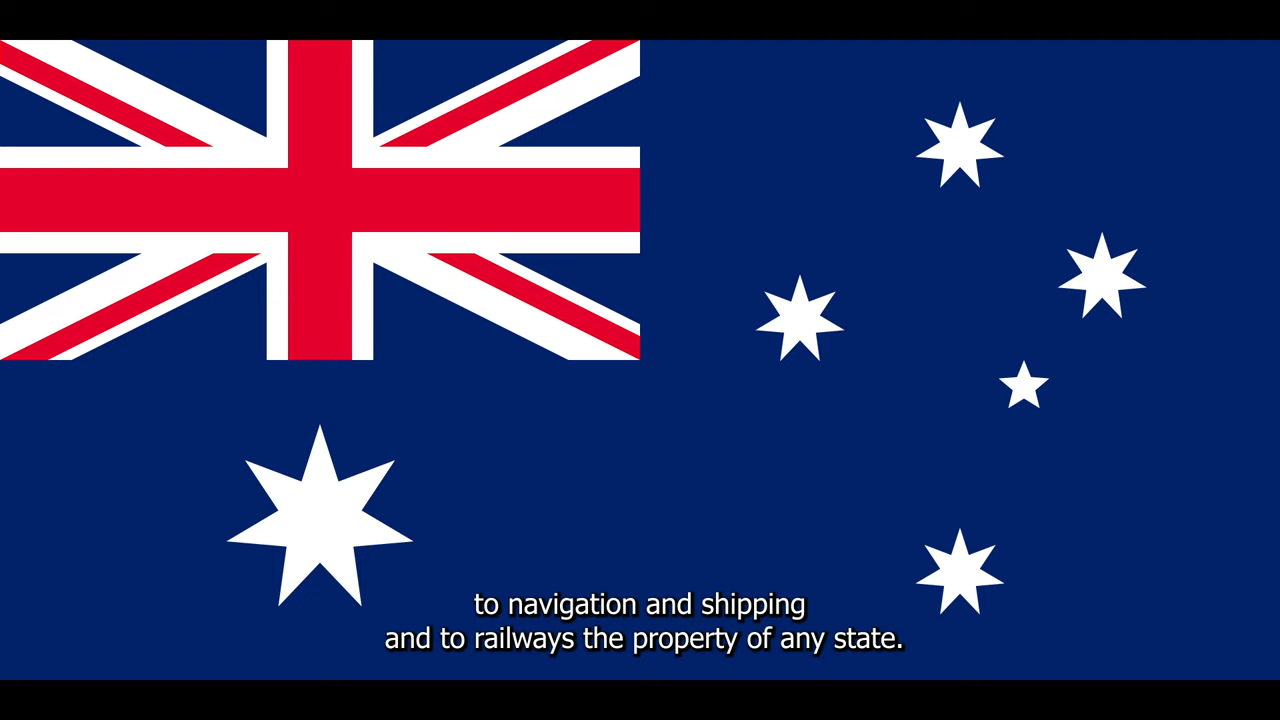 to navigation and shipping
and to railways the property of any state.